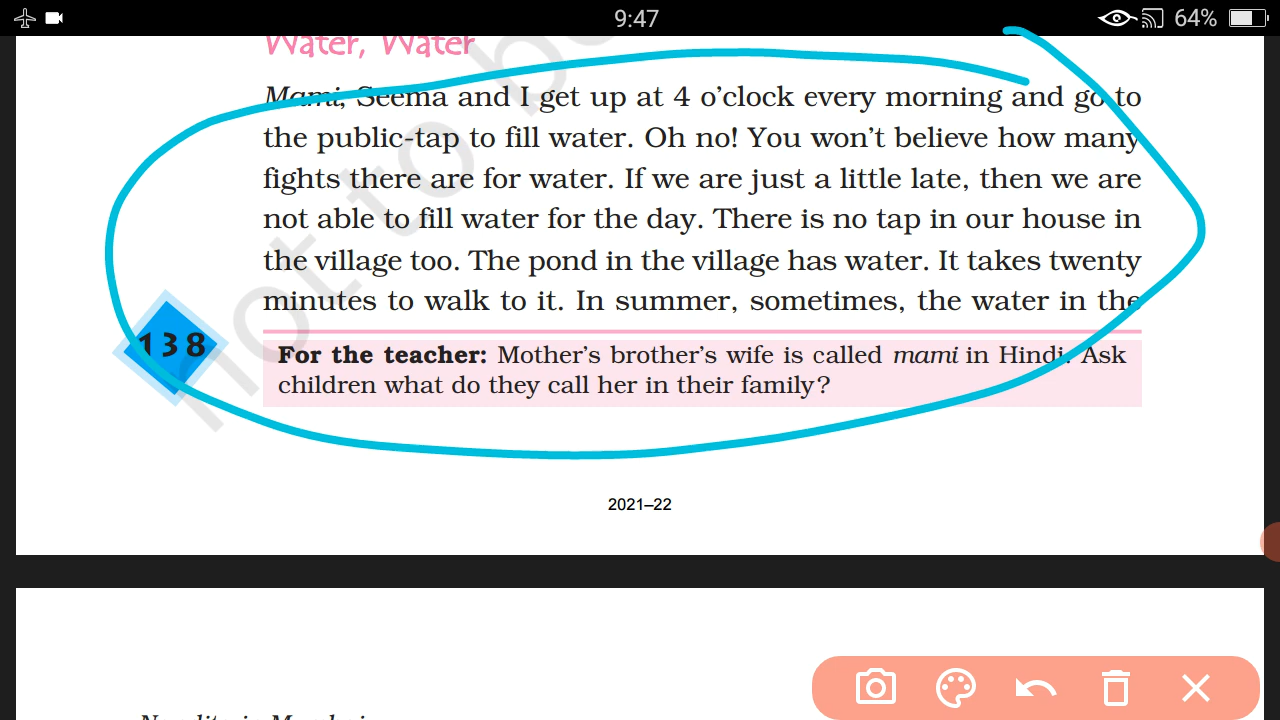 9:47
64%
Water, Water
Mami, Seema and I get up at 4 o'clock every morning and go to
the public-tap to fill water. Oh no! You won't believe how many
fights there are for water. If we are just a little late, then we are
not able to fill water for the day. There is no tap in our house in
the village too. The pond in the village has water. It takes twenty
minutes to walk to it. In summer, sometimes, the water in the
138
For the teacher: Mother's brother's wife is called mami in Hindi. Ask
children what do they call her in their family?
not to b
2021–22